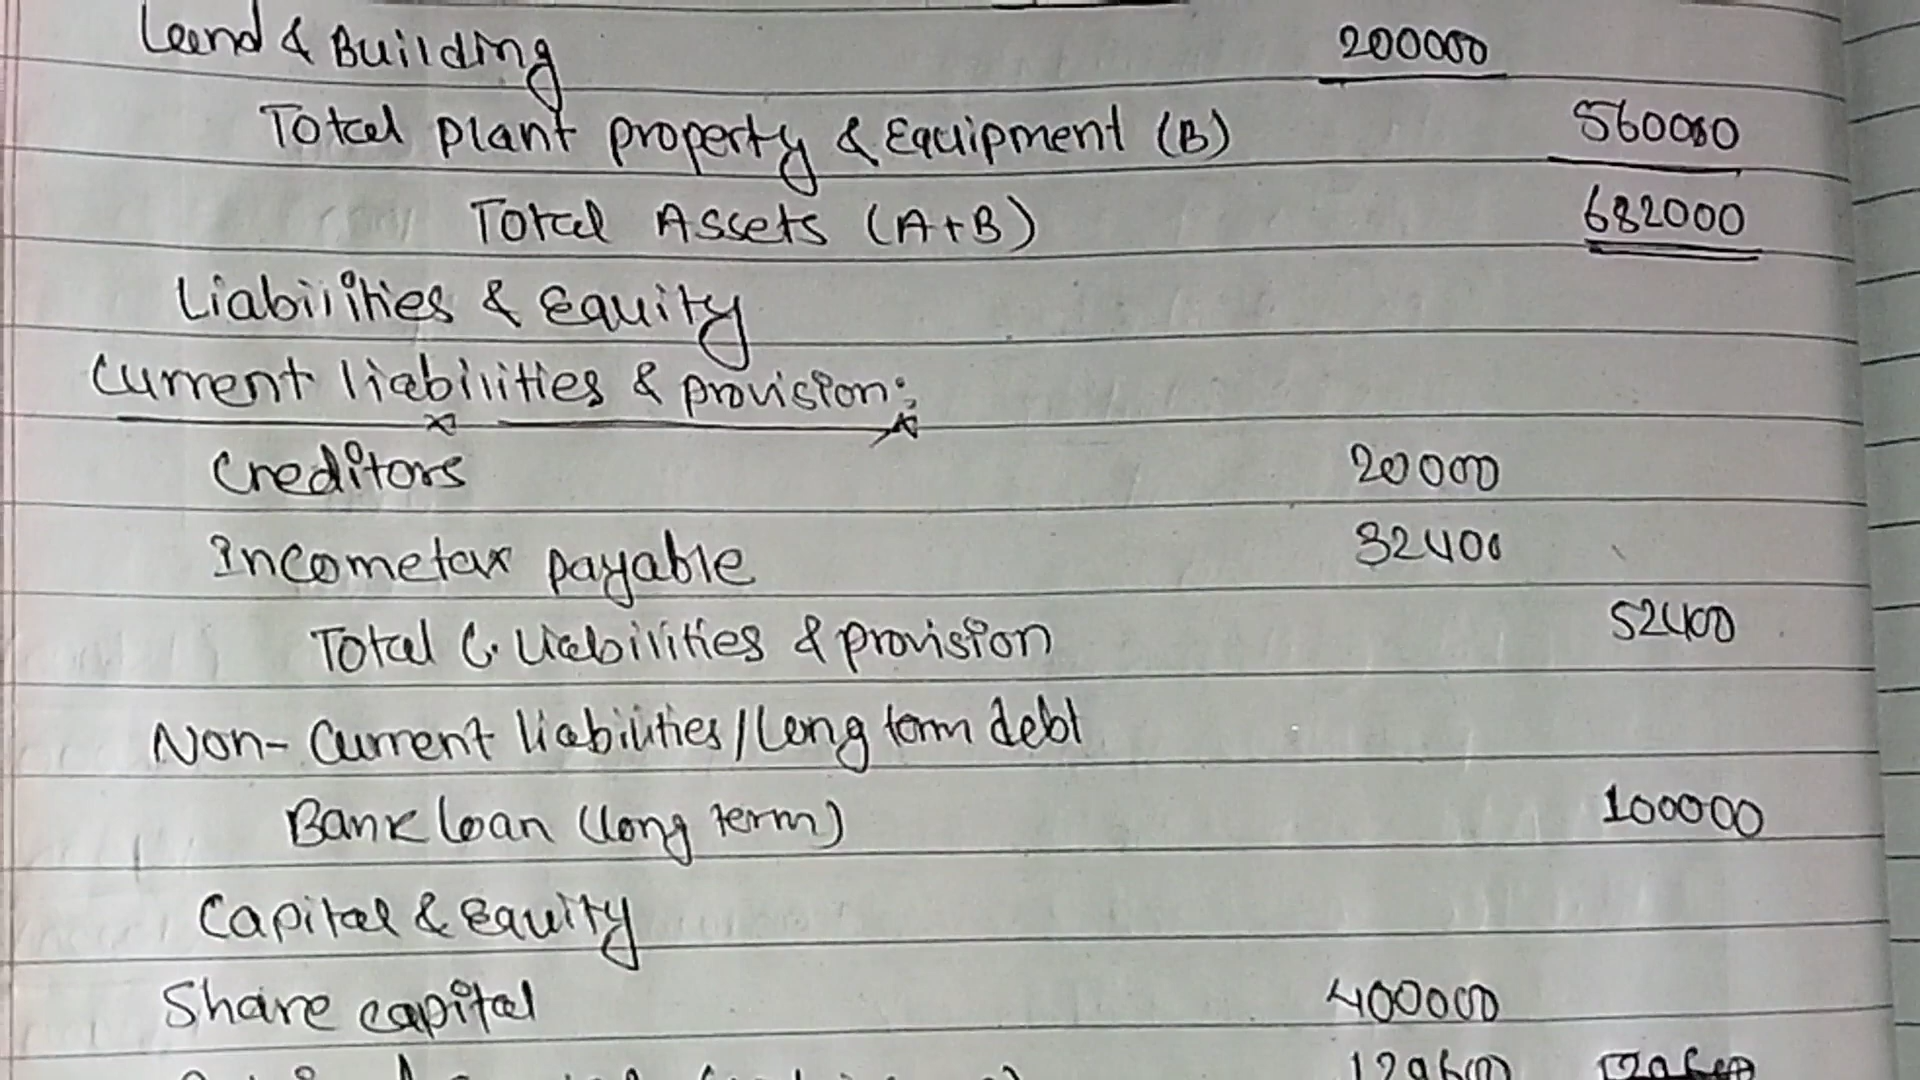 Land & Building 200000
Total plant property & Equipment (B) 560000
Total Assets (A+B) 682000
Liabilities & Equity
Current liabilities & provision:
Creditors 20000
Incometax payable 32400
Total C. Liabilities & provision 52400
Non-Current liabilities/Long term debt
Bank loan (long term) 100000
Capital & Equity
Share capital 400000